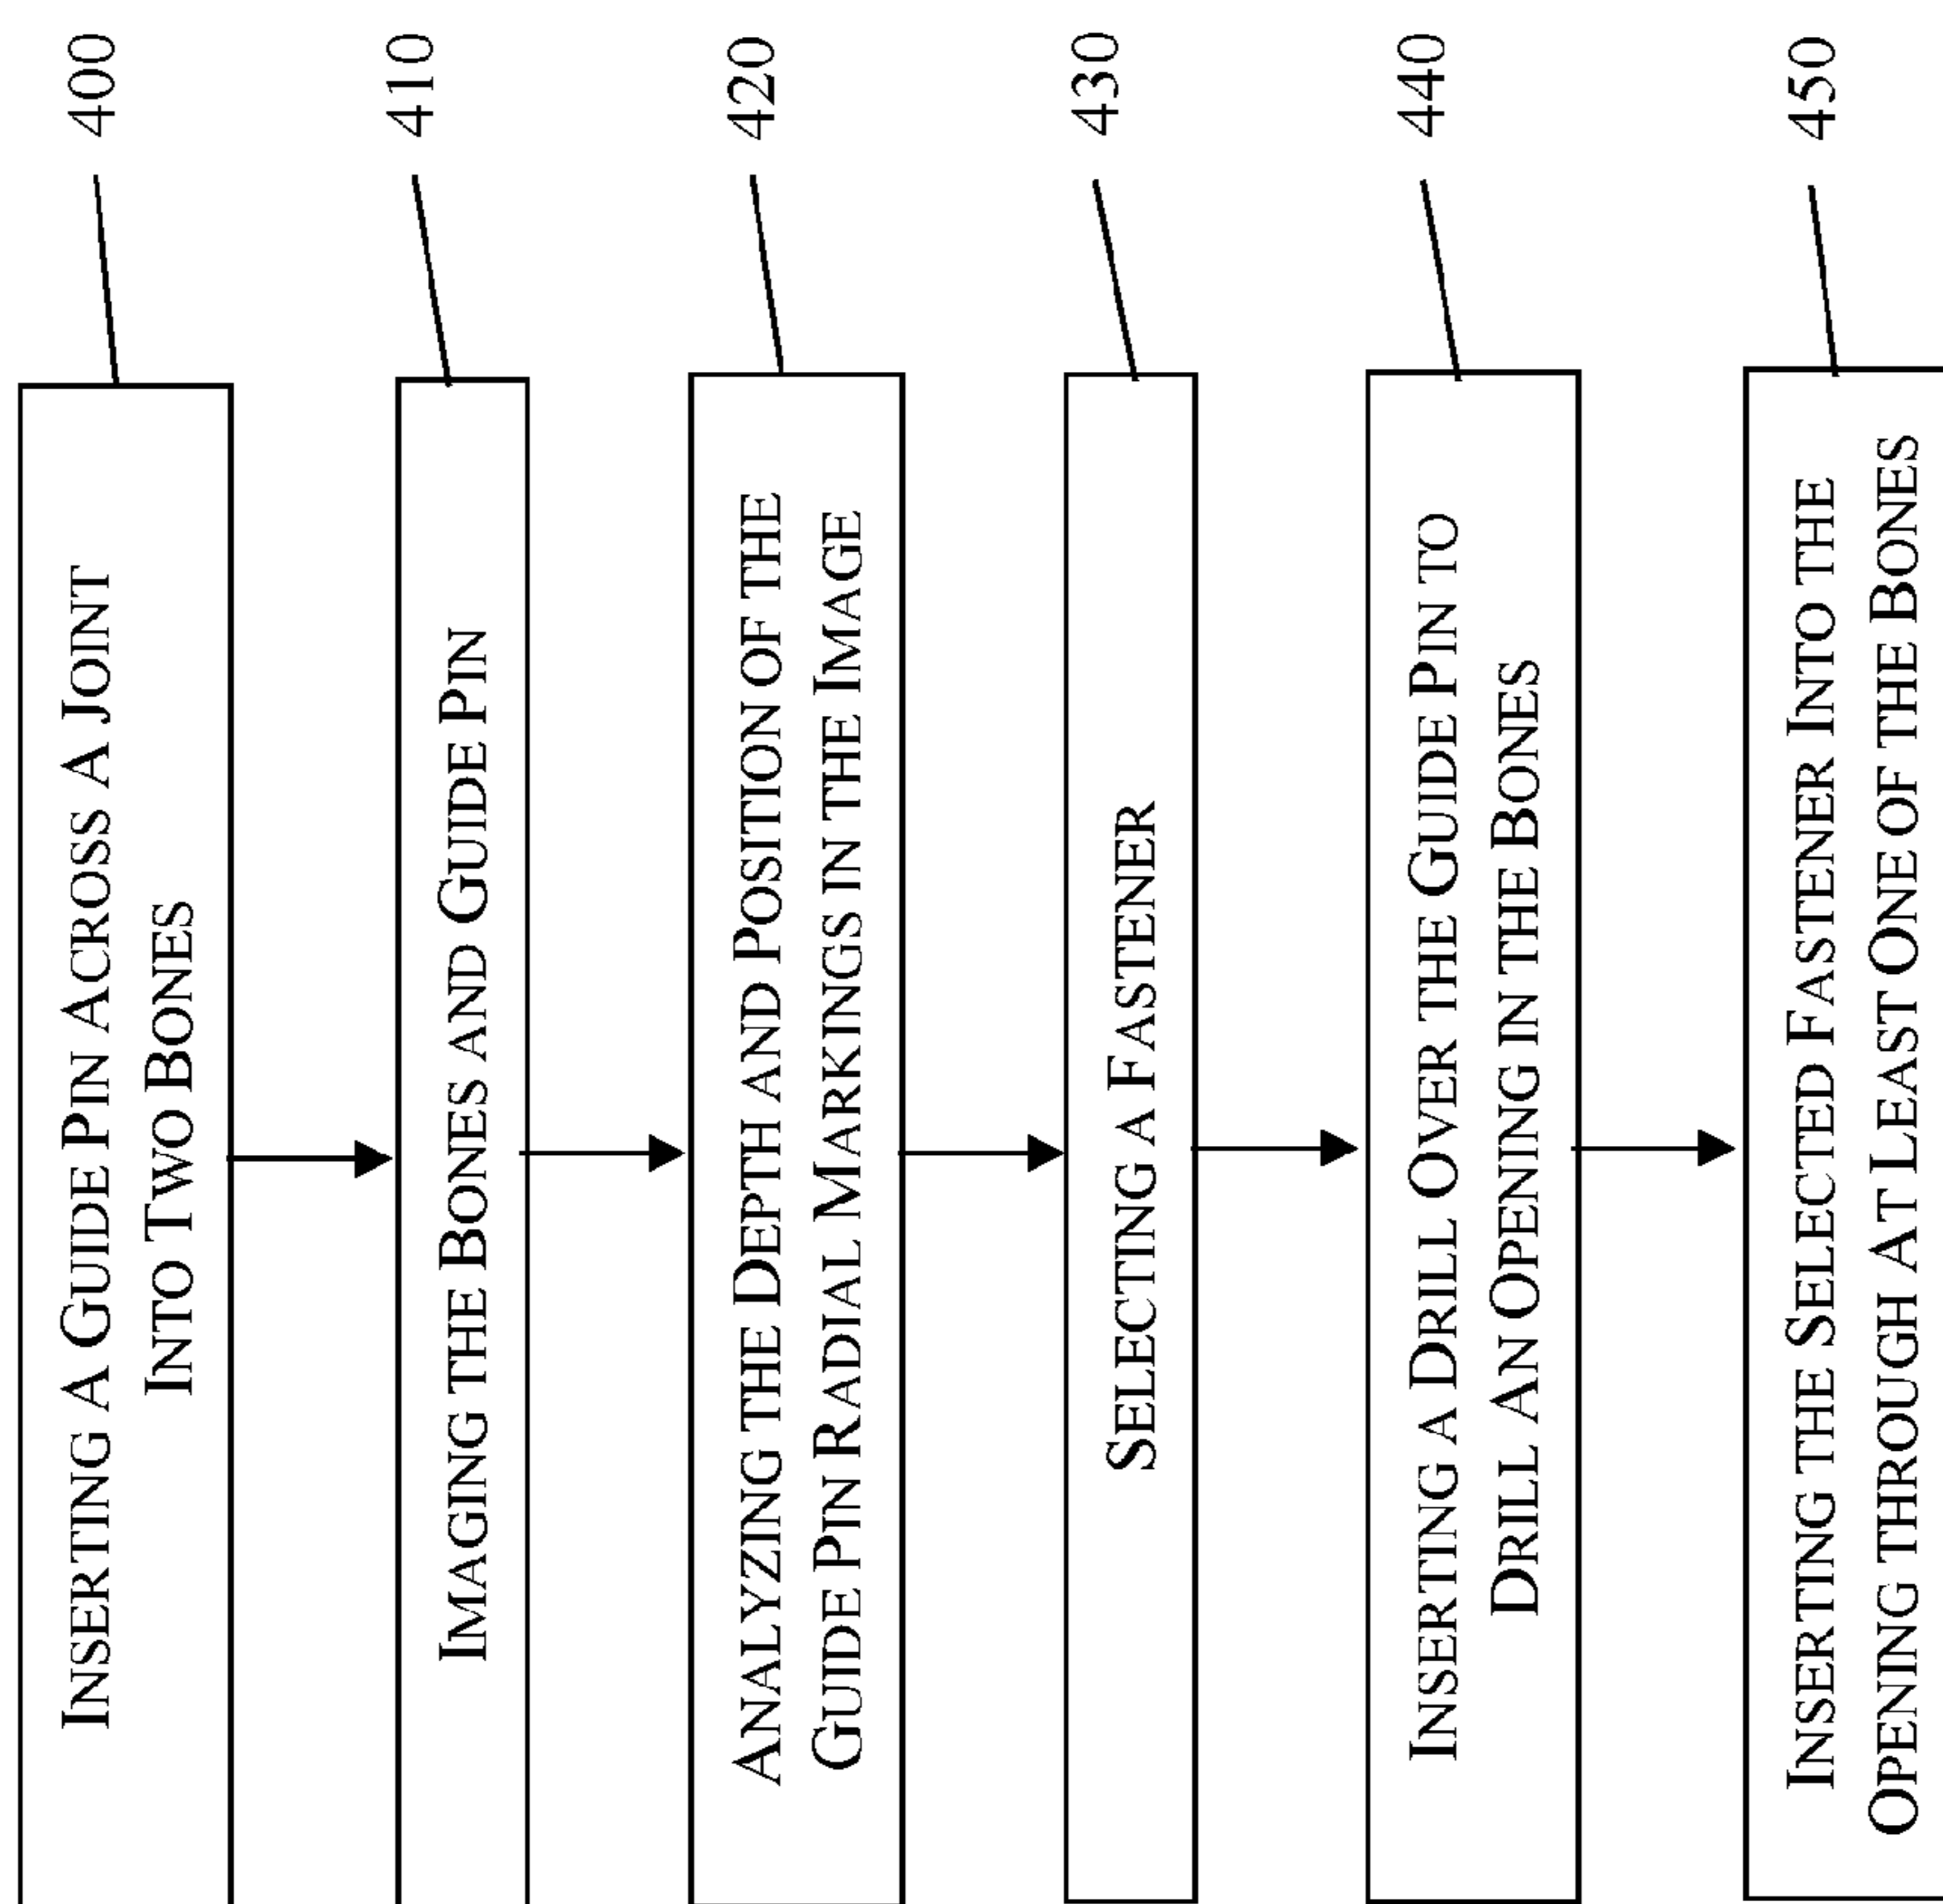 INSERTING A GUIDE PIN ACROSS A JOINT
INTO TWO BONES
400
IMAGING THE BONES AND GUIDE PIN
410
ANALYZING THE DEPTH AND POSITION OF THE
GUIDE PIN RADIAL MARKINGS IN THE IMAGE
420
SELECTING A FASTENER
430
INSERTING A DRILL OVER THE GUIDE PIN TO
DRILL AN OPENING IN THE BONES
440
INSERTING THE SELECTED FASTENER INTO THE
OPENING THROUGH AT LEAST ONE OF THE BONES
450